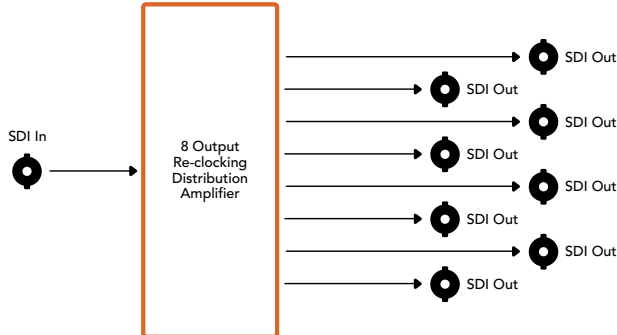 SDI In
8 Output
Re-clocking
Distribution
Amplifier
SDI Out
SDI Out
SDI Out
SDI Out
SDI Out
SDI Out
SDI Out
SDI Out